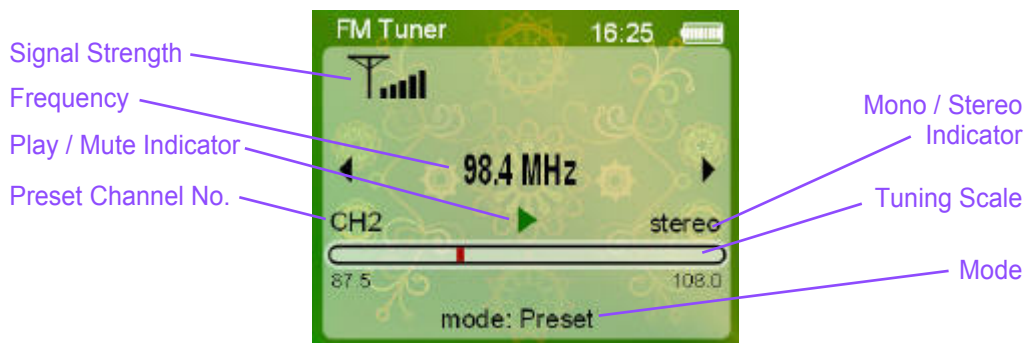 FM Tuner 16:25
Signal Strength
Frequency
Mono / Stereo
Indicator
Play / Mute Indicator
98.4 MHz
Preset Channel No.
CH2
stereo
Tuning Scale
87.5
108.0
Mode
mode: Preset